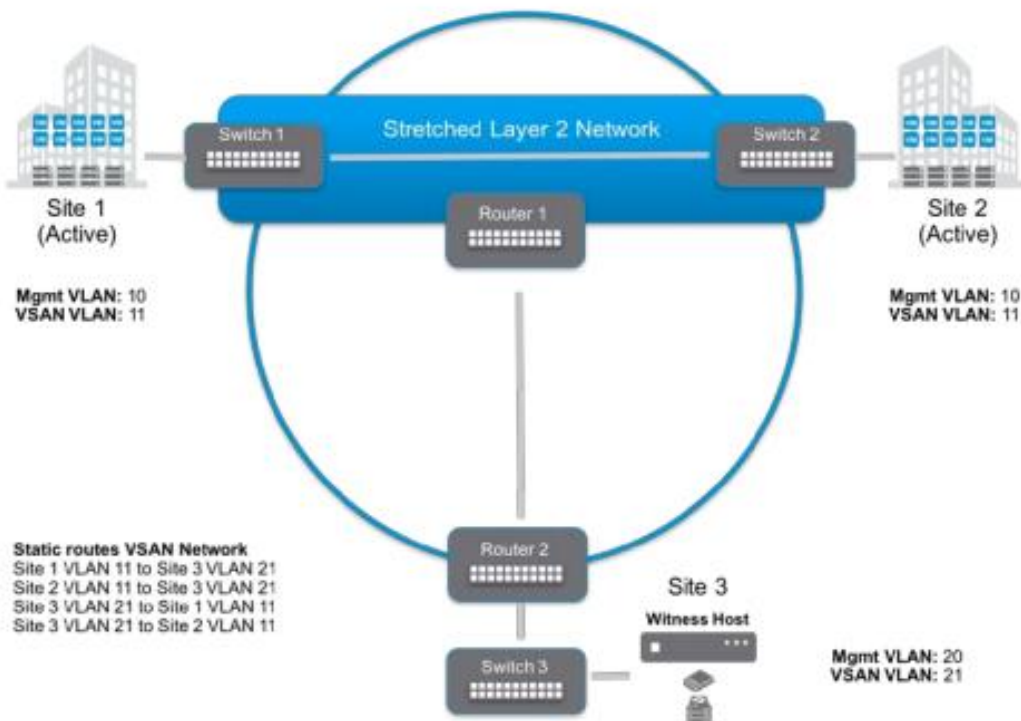 Switch 1
Stretched Layer 2 Network
Switch 2
Site 1
(Active)
Router 1
Site 2
(Active)
Mgmt VLAN: 10
VSAN VLAN: 11
Mgmt VLAN: 10
VSAN VLAN: 11
Static routes VSAN Network
Site 1 VLAN 11 to Site 3 VLAN 21
Site 2 VLAN 11 to Site 3 VLAN 21
Site 3 VLAN 21 to Site 1 VLAN 11
Site 3 VLAN 21 to Site 2 VLAN 11
Router 2
Site 3
Witness Host
Switch 3
Mgmt VLAN: 20
VSAN VLAN: 21